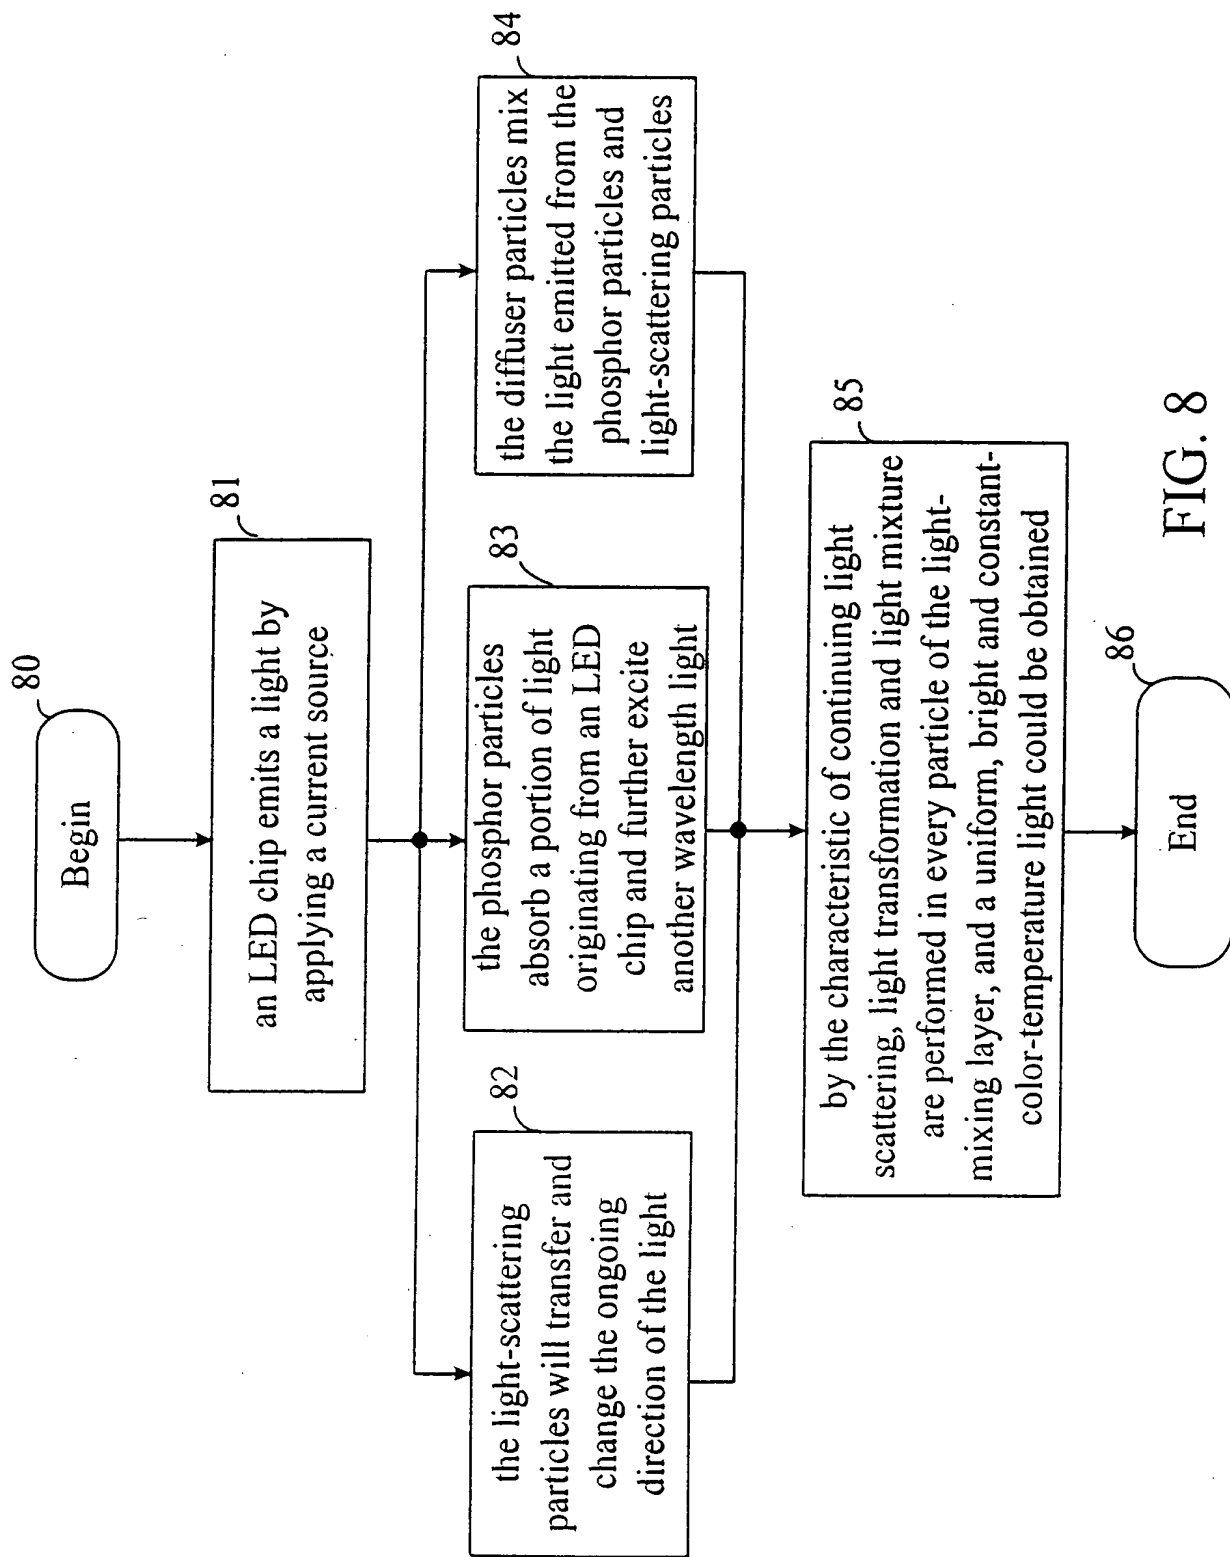 80
Begin
81
an LED chip emits a light by
applying a current source
82
the light-scattering
particles will transfer and
change the ongoing
direction of the light
83
the phosphor particles
absorb a portion of light
originating from an LED
chip and further excite
another wavelength light
84
the diffuser particles mix
the light emitted from the
phosphor particles and
light-scattering particles
85
by the characteristic of continuing light
scattering, light transformation and light mixture
are performed in every particle of the light-
mixing layer, and a uniform, bright and constant-
color-temperature light could be obtained
86
End
FIG. 8